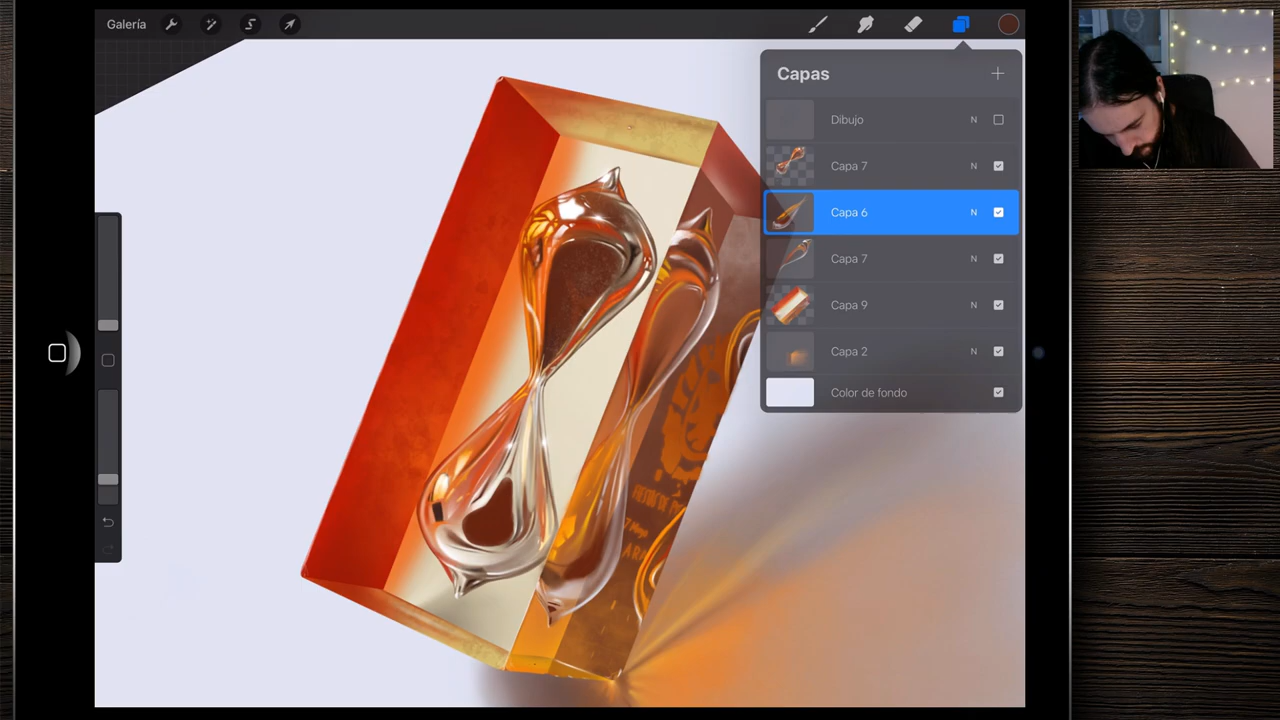 Galería
Capas
Dibujo N
Capa 7 N
Capa 6 N
Capa 7 N
Capa 9 N
Capa 2 N
Color de fondo